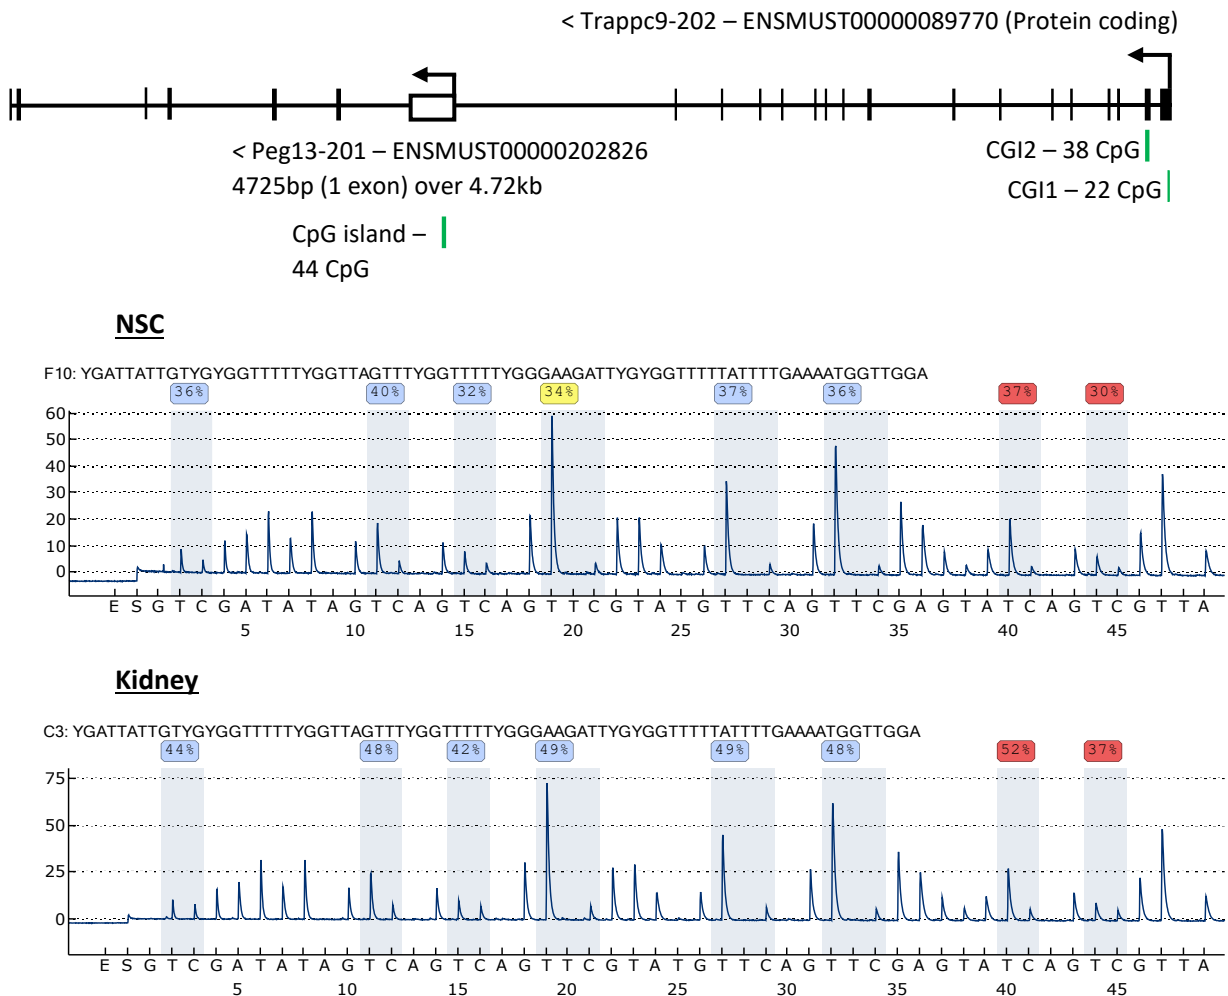 < Trappc9-202 – ENSMUST00000089770 (Protein coding)
< Peg13-201 – ENSMUST00000202826
4725bp (1 exon) over 4.72kb
CpG island –
44 CpG
CGI2 – 38 CpG
CGI1 – 22 CpG
NSC
F10: YGATTATTGTYGYGGTTTTTYGGTTAGTTTYGGTTTTTYGGGAAGATTYGYGGTTTTTATTTTGAAAATGGTTGGA
36% 40% 32% 34% 37% 36% 37% 30%
60
50
40
30
20
10
0
E S G T C G A T A T A G T C A G T C A G T T C G T A T G T T C A G T T C G A G T A T C A G T C G T T A
5 10 15 20 25 30 35 40 45
Kidney
C3: YGATTATTGTYGYGGTTTTTYGGTTAGTTTYGGTTTTTYGGGAAGATTYGYGGTTTTTATTTTGAAAATGGTTGGA
44% 48% 42% 49% 49% 48% 52% 37%
75
50
25
0
E S G T C G A T A T A G T C A G T C A G T T C G T A T G T T C A G T T C G A G T A T C A G T C G T T A
5 10 15 20 25 30 35 40 45